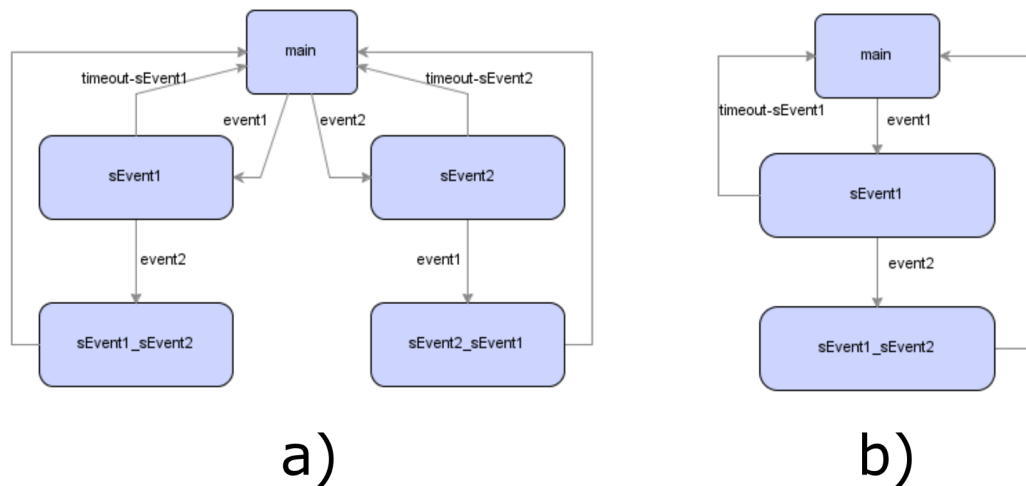 main
timeout-sEvent1
timeout-sEvent2
event1
event2
sEvent1
sEvent2
event2
event1
sEvent1_sEvent2
sEvent2_sEvent1
a)
main
timeout-sEvent1
event1
sEvent1
event2
sEvent1_sEvent2
b)